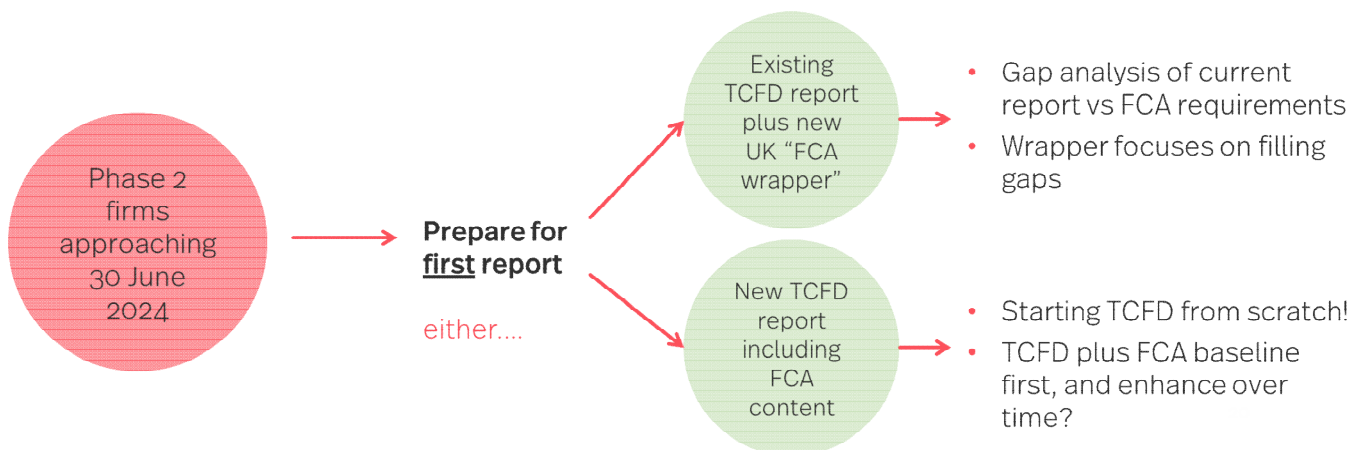 Phase 2
firms
approaching
30 June
2024
Prepare for
first report
either....
Existing
TCFD report
plus new
UK “FCA
wrapper”
• Gap analysis of current
report vs FCA requirements
• Wrapper focuses on filling
gaps
New TCFD
report
including
FCA
content
• Starting TCFD from scratch!
• TCFD plus FCA baseline
first, and enhance over
time?